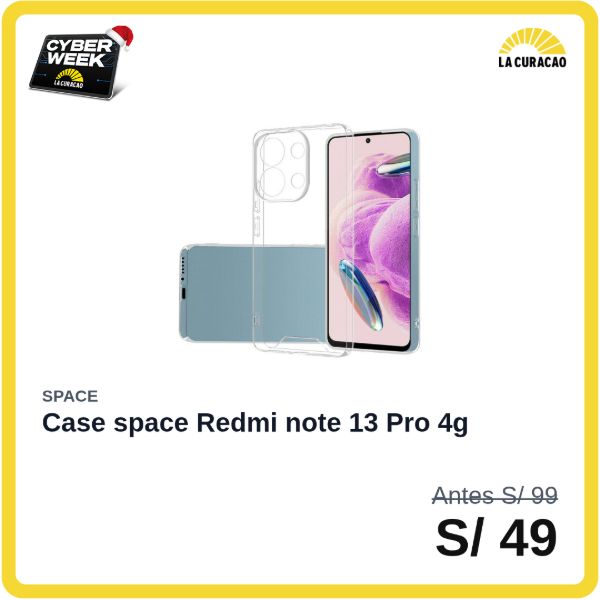 CYBER
WEEK
LA CURACAO
LA CURACAO
SPACE
Case space Redmi note 13 Pro 4g
Antes S/ 99
S/ 49